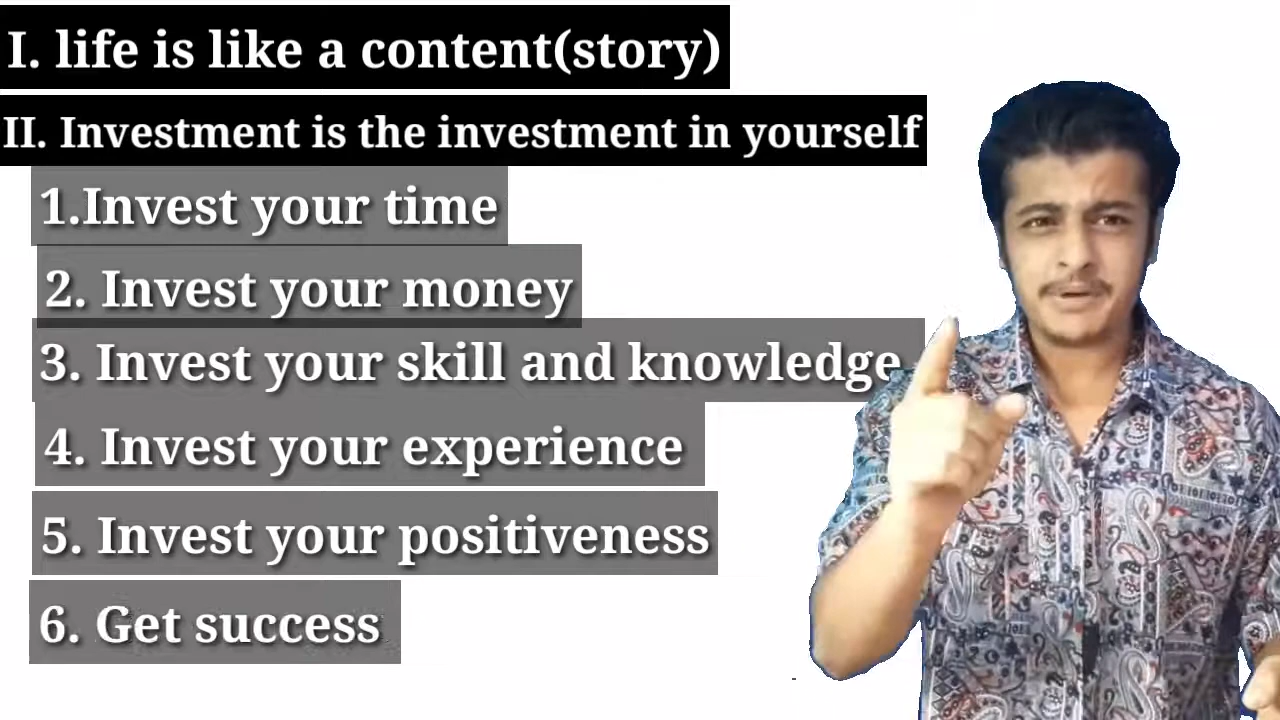 I. life is like a content(story)
II. Investment is the investment in yourself
1.Invest your time
2. Invest your money
3. Invest your skill and knowledge
4. Invest your experience
5. Invest your positiveness
6. Get success